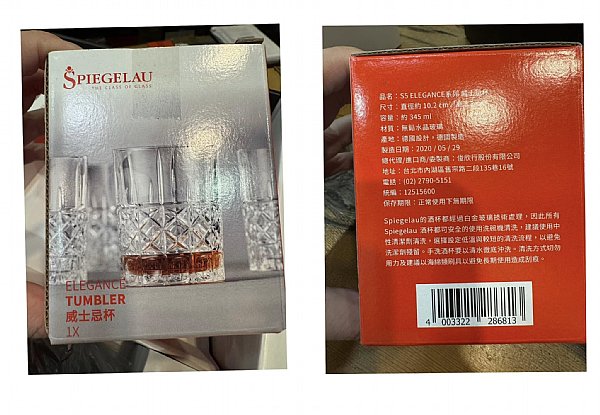 SPIEGELAU
THE CLASS OF GLASS
ELEGANCE
TUMBLER
威士忌杯
1X
品名：S5 ELEGANCE系列
尺寸：直徑約 10.2 cm
容量：約 345 ml
材質：無鉛水晶玻璃
產地：德國設計，德國製造
製造日期：2020 / 05 / 29
總代理/進口商/委製商：俊欣行股份有限公司
地址：台北市內湖區舊宗路二段135巷16號
電話：(02) 2790-5151
統編：12515600
保存期限：正常使用下無期限
Spiegelau的酒杯都經過白金玻璃技術處理，因此所有
Spiegelau 酒杯都可安全的使用洗碗機清洗，建議使用中
性清潔劑清洗，選擇設定低溫與較短的清洗流程，以避免
洗潔劑殘留。手洗酒杯要以清水徹底沖洗。清洗方式切勿
用力及建議以海綿類刷具以避免長期使用造成刮痕。
4 003322 286813